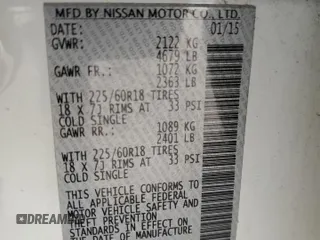 MFD BY NISSAN MOTOR CO., LTD.
DATE: 01/15
GVWR: 2122 KG
4679 LB
GAWR FR.: 1072 KG
2363 LB
WITH 225/60R18 TIRES
18 X 7J RIMS AT 33 PSI
COLD SINGLE
GAWR RR.: 1089 KG
2401 LB
WITH 225/60R18 TIRES
18 X 7J RIMS AT 33 PSI
COLD SINGLE
THIS VEHICLE CONFORMS TO
ALL APPLICABLE FEDERAL
MOTOR VEHICLE SAFETY AND
THEFT PREVENTION
STANDARDS IN EFFECT ON
THE DATE OF MANUFACTURE
DREAM